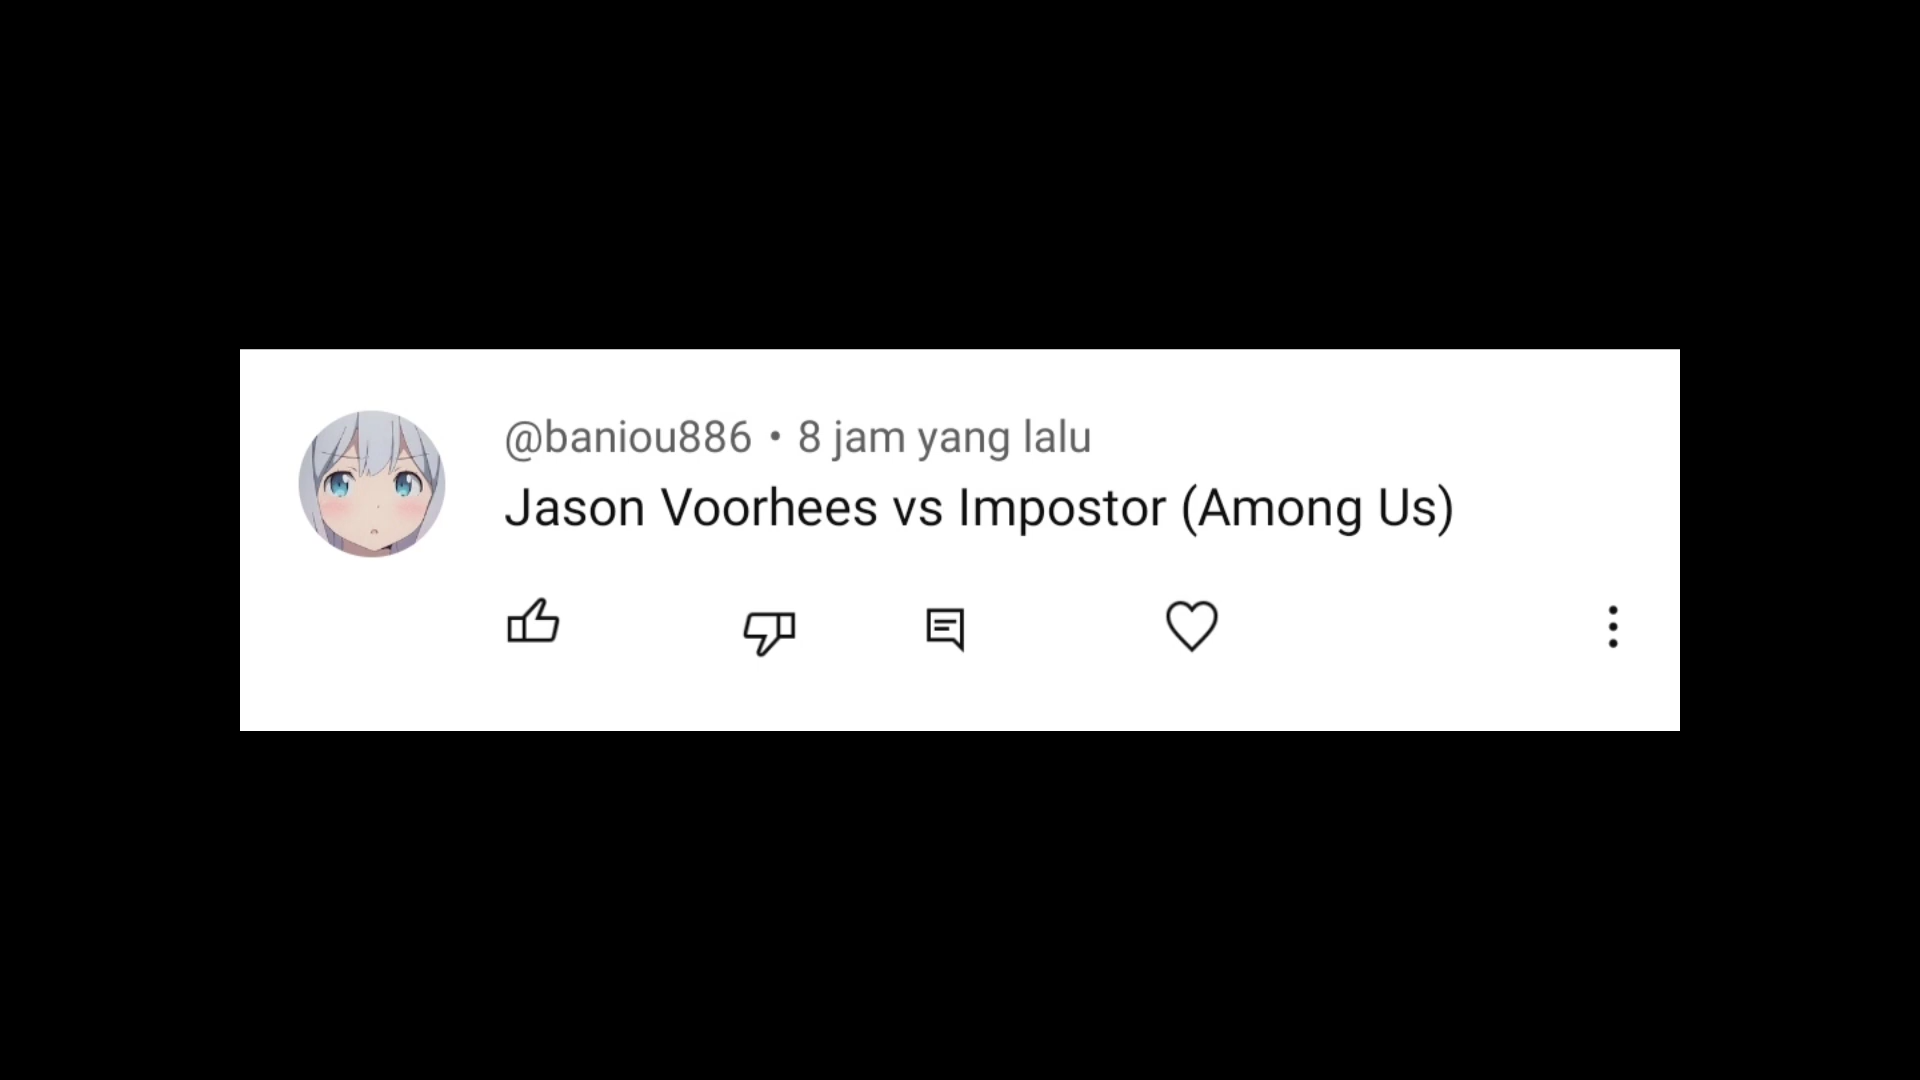 @baniou886 • 8 jam yang lalu
Jason Voorhees vs Impostor (Among Us)